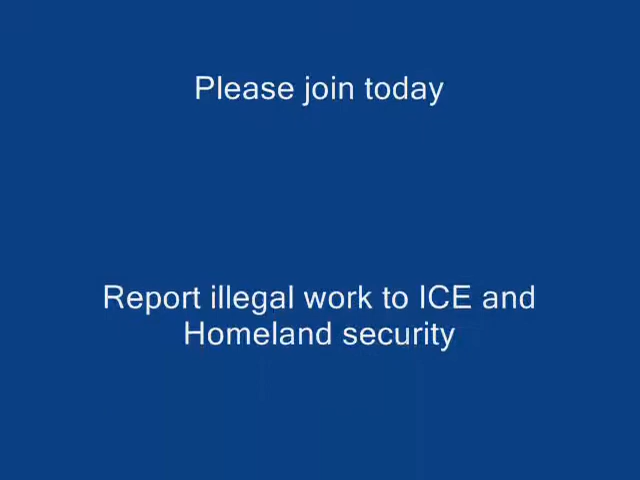 Please join today
Report illegal work to ICE and
Homeland security